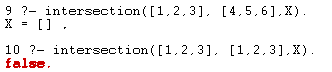 9 ?- intersection([1,2,3], [4,5,6],X).
X = [] .
10 ?- intersection([1,2,3], [1,2,3],X).
false.